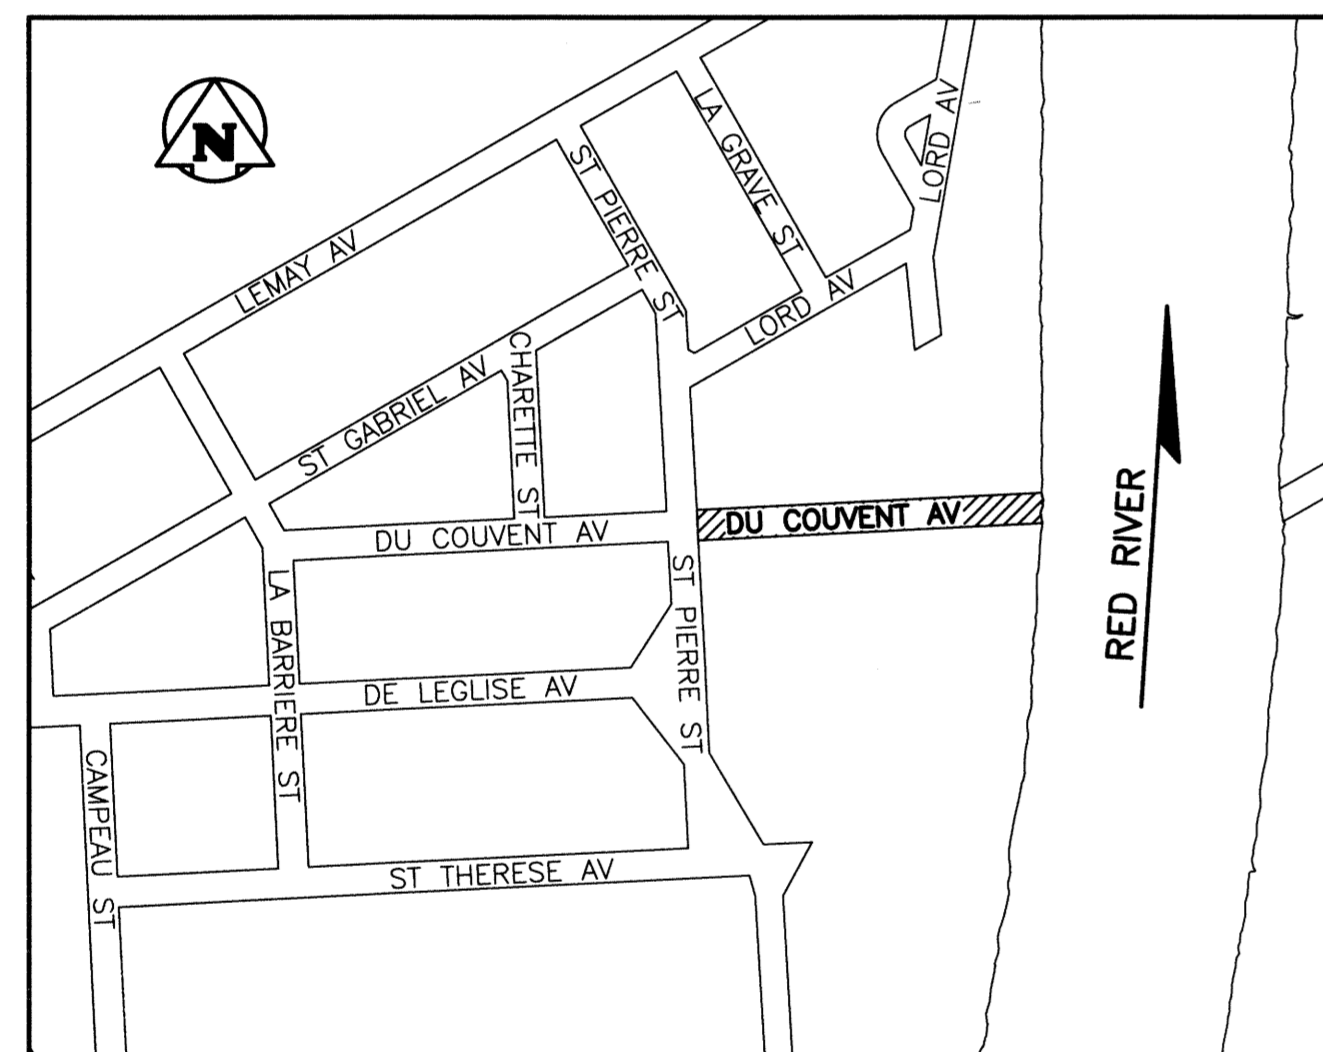 N
LA GRAVE ST
LORD AV
ST PIERRE ST
LEMAY AV
LORD AV
CHARETTE ST
ST GABRIEL AV
DU COUVENT AV
DU COUVENT AV
RED RIVER
LA BARRIERE ST
ST PIERRE ST
DE LEGLISE AV
CAMPEAU ST
ST THERESE AV